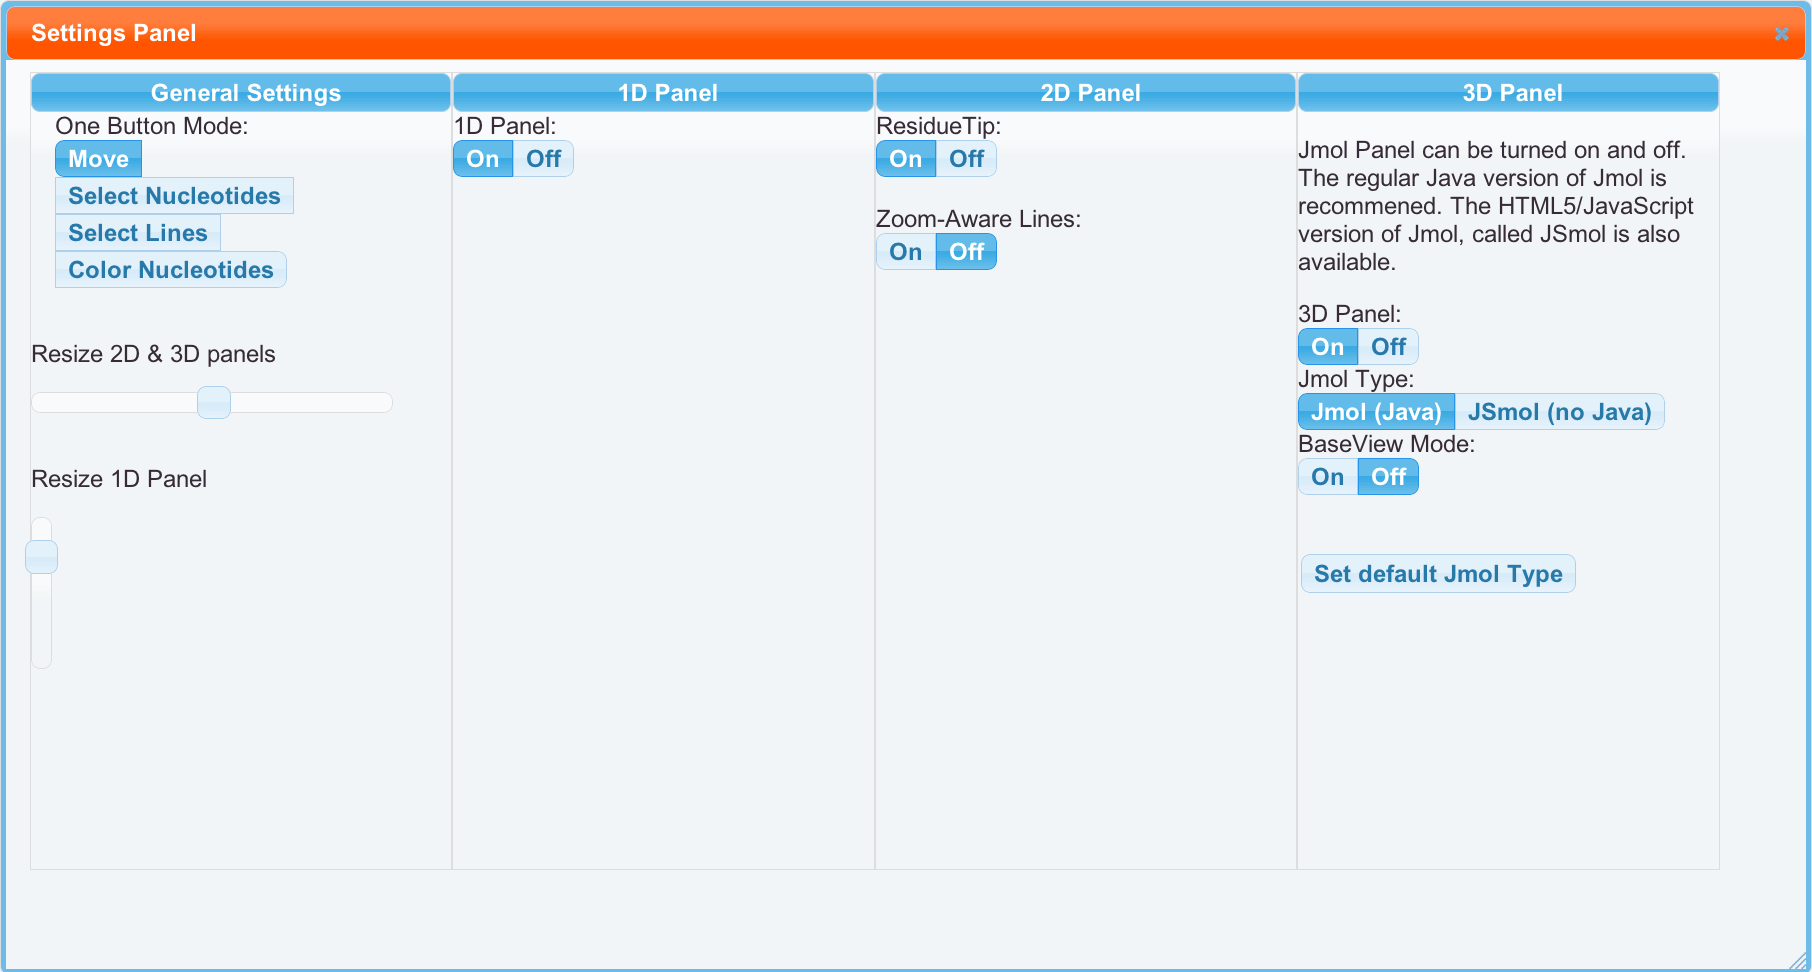 Settings Panel
General Settings
One Button Mode:
Move
Select Nucleotides
Select Lines
Color Nucleotides
Resize 2D & 3D panels
Resize 1D Panel
1D Panel
1D Panel:
On Off
2D Panel
ResidueTip:
On Off
Zoom-Aware Lines:
On Off
3D Panel
Jmol Panel can be turned on and off.
The regular Java version of Jmol is
recommened. The HTML5/JavaScript
version of Jmol, called JSmol is also
available.
3D Panel:
On Off
Jmol Type:
Jmol (Java) JSmol (no Java)
BaseView Mode:
On Off
Set default Jmol Type